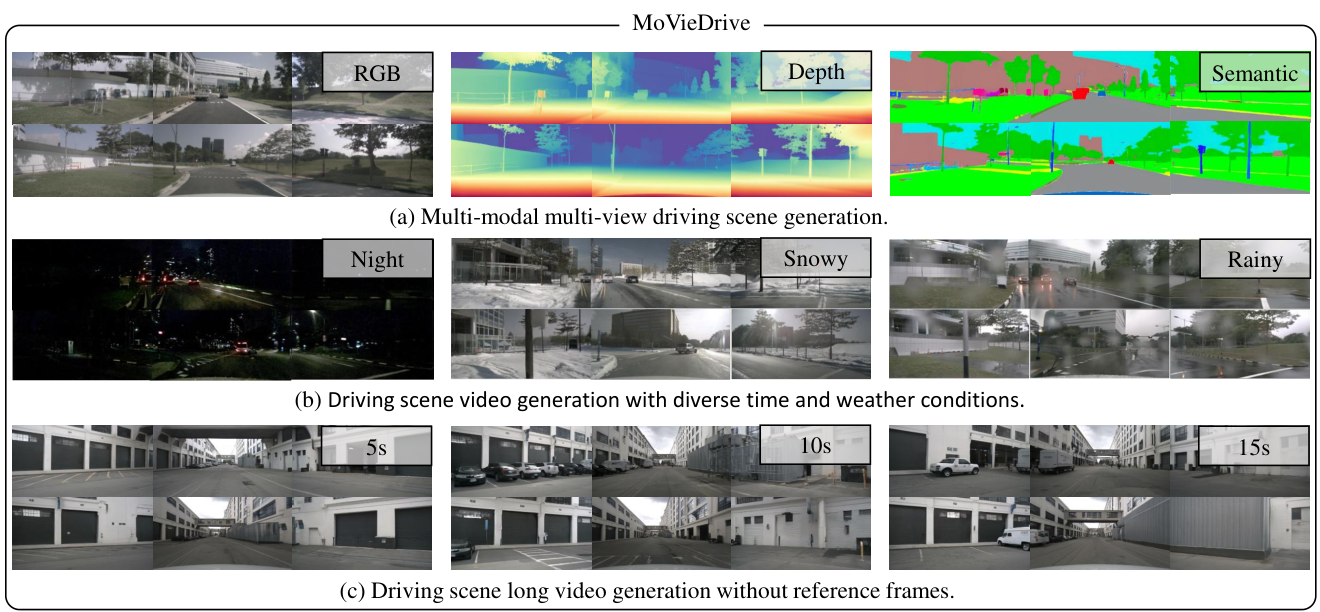 MoVieDrive
RGB
Depth
Semantic
(a) Multi-modal multi-view driving scene generation.
Night
Snowy
Rainy
(b) Driving scene video generation with diverse time and weather conditions.
5s
10s
15s
(c) Driving scene long video generation without reference frames.